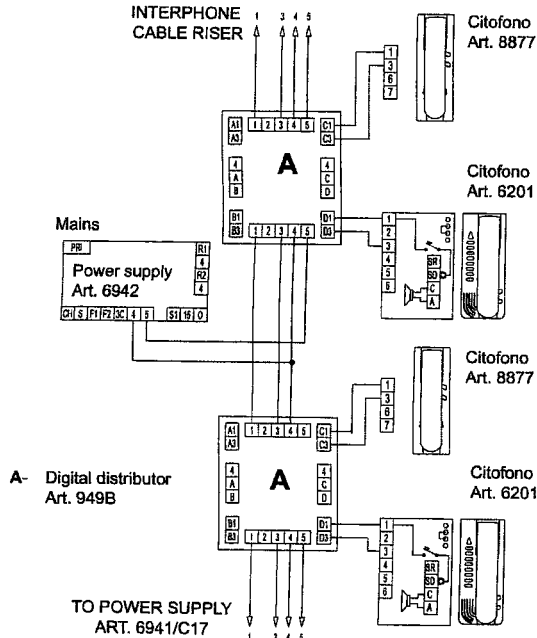 INTERPHONE
CABLE RISER
1 3 4 5
Citofono
Art. 8877
1
3
6
7
A1
A3
1 2 3 4 5
C1
C3
4
A
B
A
4
C
D
B1
B3
1 2 3 4 5
D1
D3
Citofono
Art. 6201
1
2
3
4
5
6
SR
SD
C
A
Mains
PRI
R1
4
R2
4
Power supply
Art. 6942
CH S F1 F2 3C 4 5 S1 15 0
Citofono
Art. 8877
1
3
6
7
A1
A3
1 2 3 4 5
C1
C3
4
A
B
A
4
C
D
B1
B3
1 2 3 4 5
D1
D3
A- Digital distributor
Art. 949B
Citofono
Art. 6201
1
2
3
4
5
6
SR
SD
C
A
TO POWER SUPPLY
ART. 6941/C17
1 3 4 5